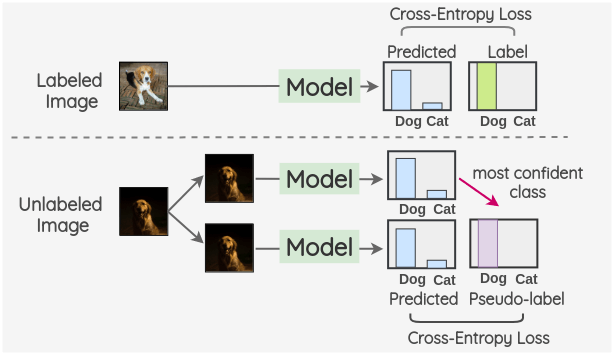 Cross-Entropy Loss
Predicted
Label
Labeled
Image
Model
Dog Cat
Dog Cat
Unlabeled
Image
Model
Dog Cat
most confident
class
Model
Dog Cat
Dog Cat
Predicted
Pseudo-label
Cross-Entropy Loss